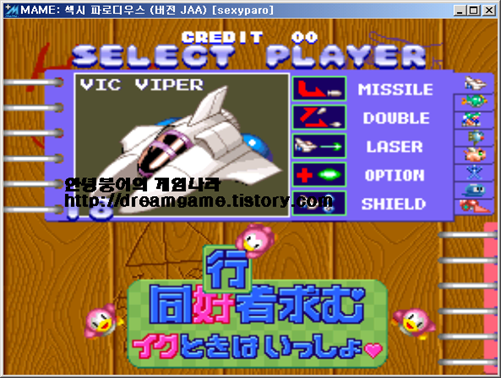 MAME: 섹시 파로디우스 (버전 JAA) [sexyparo]
CREDIT 00
SELECT PLAYER
VIC VIPER
MISSILE
DOUBLE
LASER
OPTION
SHIELD
안녕붕어의 게임나라
http://dreamgame.tistory.com
18
行
同好者求む
イクときはいっしょ♥